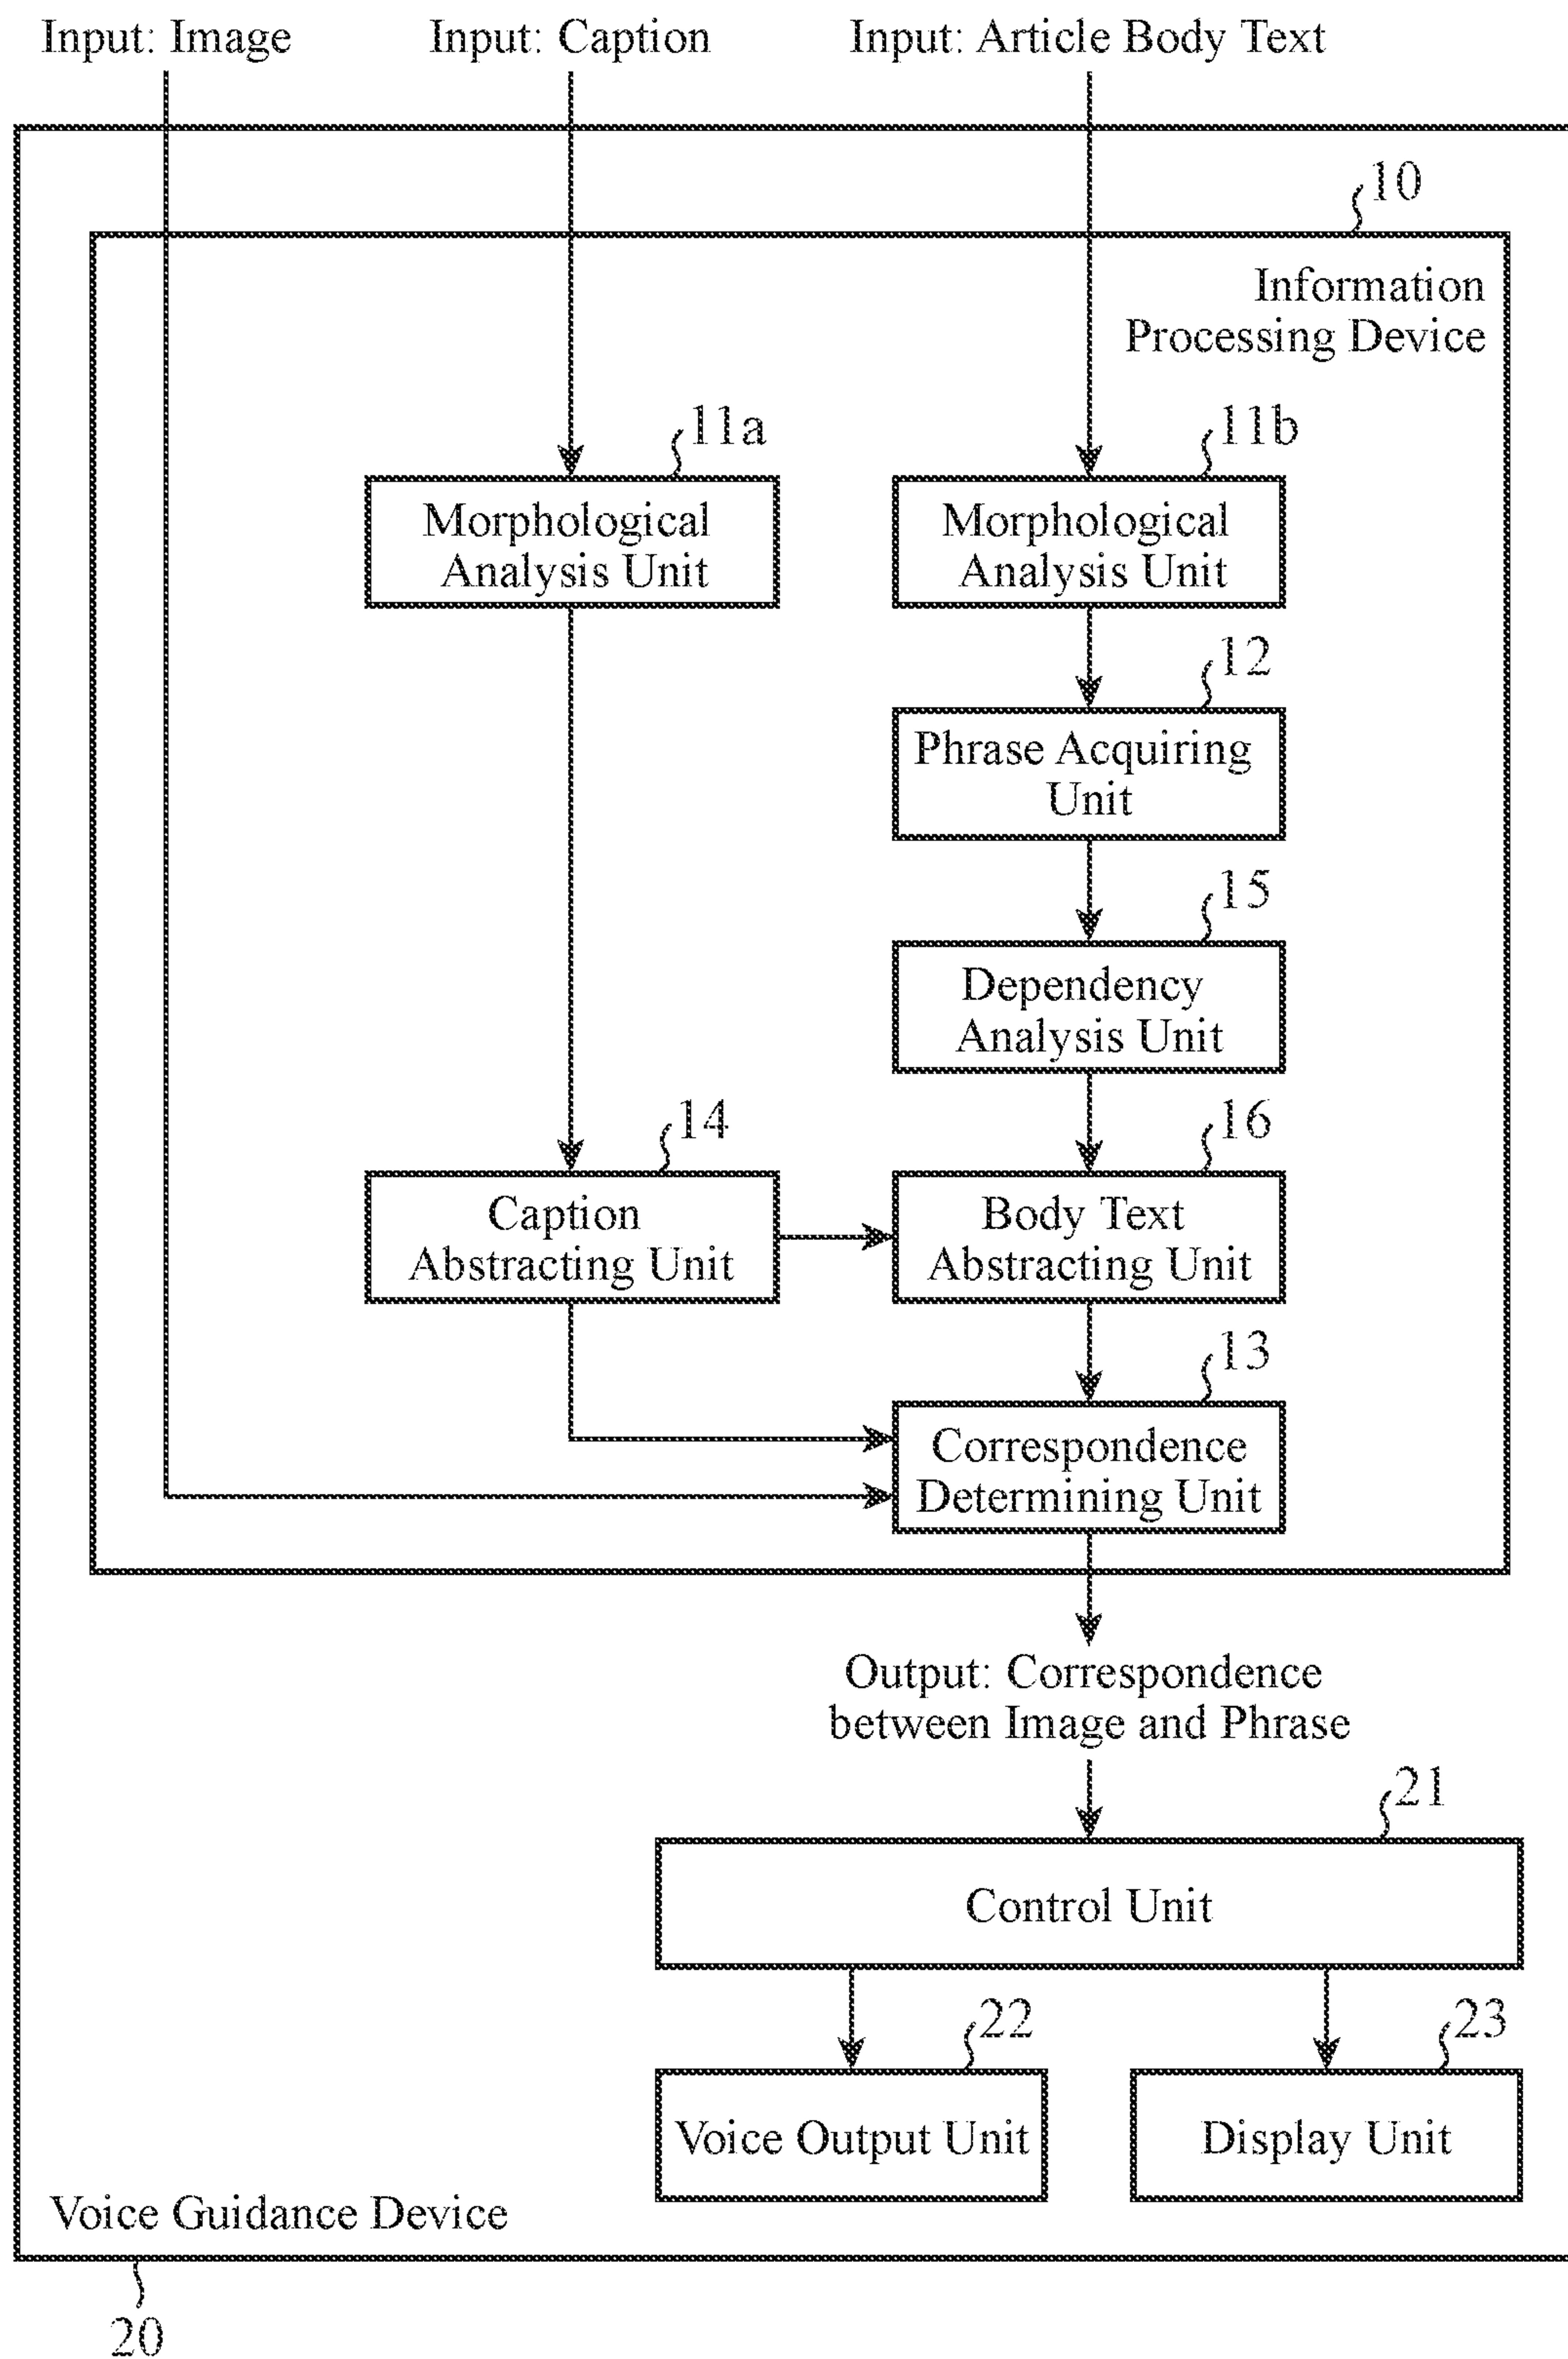 Input: Image
Input: Caption
Input: Article Body Text
10
Information
Processing Device
11a
11b
Morphological
Analysis Unit
Morphological
Analysis Unit
12
Phrase Acquiring
Unit
15
Dependency
Analysis Unit
14
16
Caption
Abstracting Unit
Body Text
Abstracting Unit
13
Correspondence
Determining Unit
Output: Correspondence
between Image and Phrase
21
Control Unit
22
23
Voice Output Unit
Display Unit
Voice Guidance Device
20